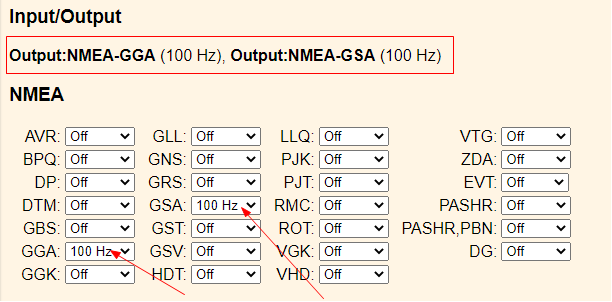 Input/Output
Output:NMEA-GGA (100 Hz), Output:NMEA-GSA (100 Hz)
NMEA
AVR: Off GLL: Off LLQ: Off VTG: Off
BPQ: Off GNS: Off PJK: Off ZDA: Off
DP: Off GRS: Off PJT: Off EVT: Off
DTM: Off GSA: 100 Hz RMC: Off PASHR: Off
GBS: Off GST: Off ROT: Off PASHR,PBN: Off
GGA: 100 Hz GSV: Off VGK: Off DG: Off
GGK: Off HDT: Off VHD: Off